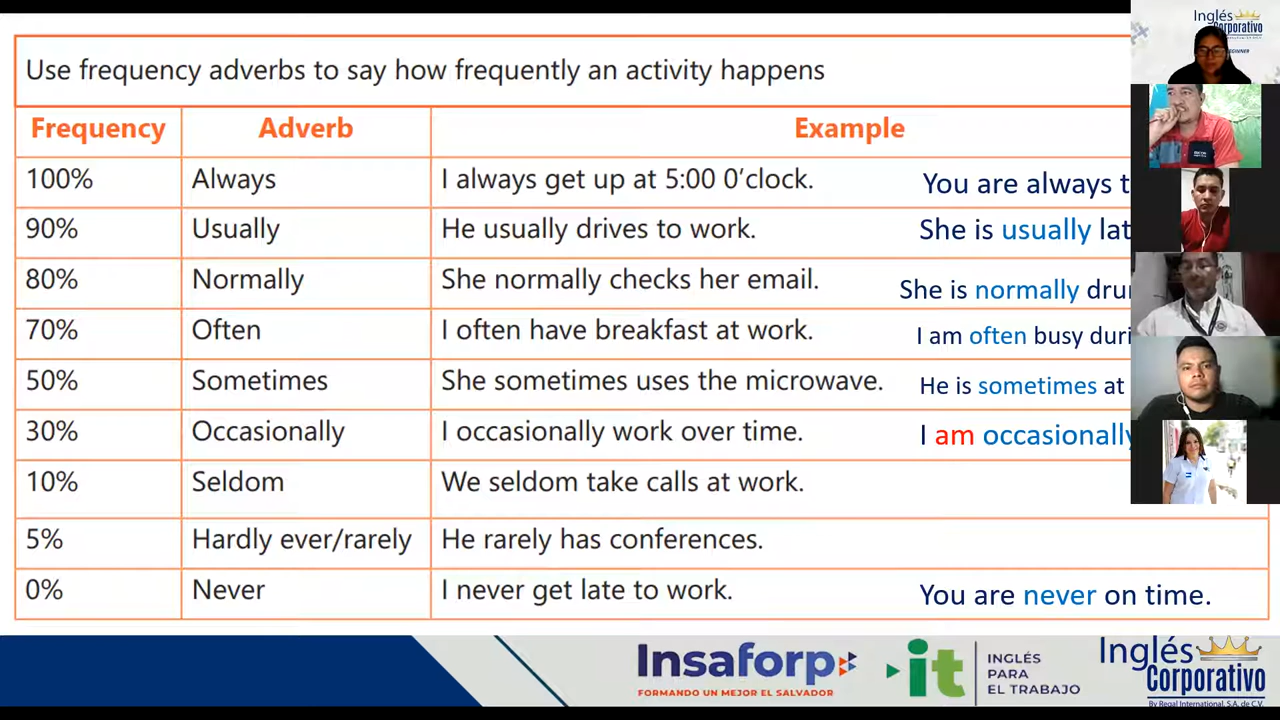 Use frequency adverbs to say how frequently an activity happens
Frequency Adverb Example
100% Always I always get up at 5:00 0’clock. You are always t
90% Usually He usually drives to work. She is usually lat
80% Normally She normally checks her email. She is normally dru
70% Often I often have breakfast at work. I am often busy duri
50% Sometimes She sometimes uses the microwave. He is sometimes at
30% Occasionally I occasionally work over time. I am occasionally
10% Seldom We seldom take calls at work.
5% Hardly ever/rarely He rarely has conferences.
0% Never I never get late to work. You are never on time.
Insaforp
FORMANDO UN MEJOR EL SALVADOR
it
INGLÉS
PARA
EL TRABAJO
Inglés
Corporativo
By Regal International, S.A. de C.V.
Inglés
Corporativo